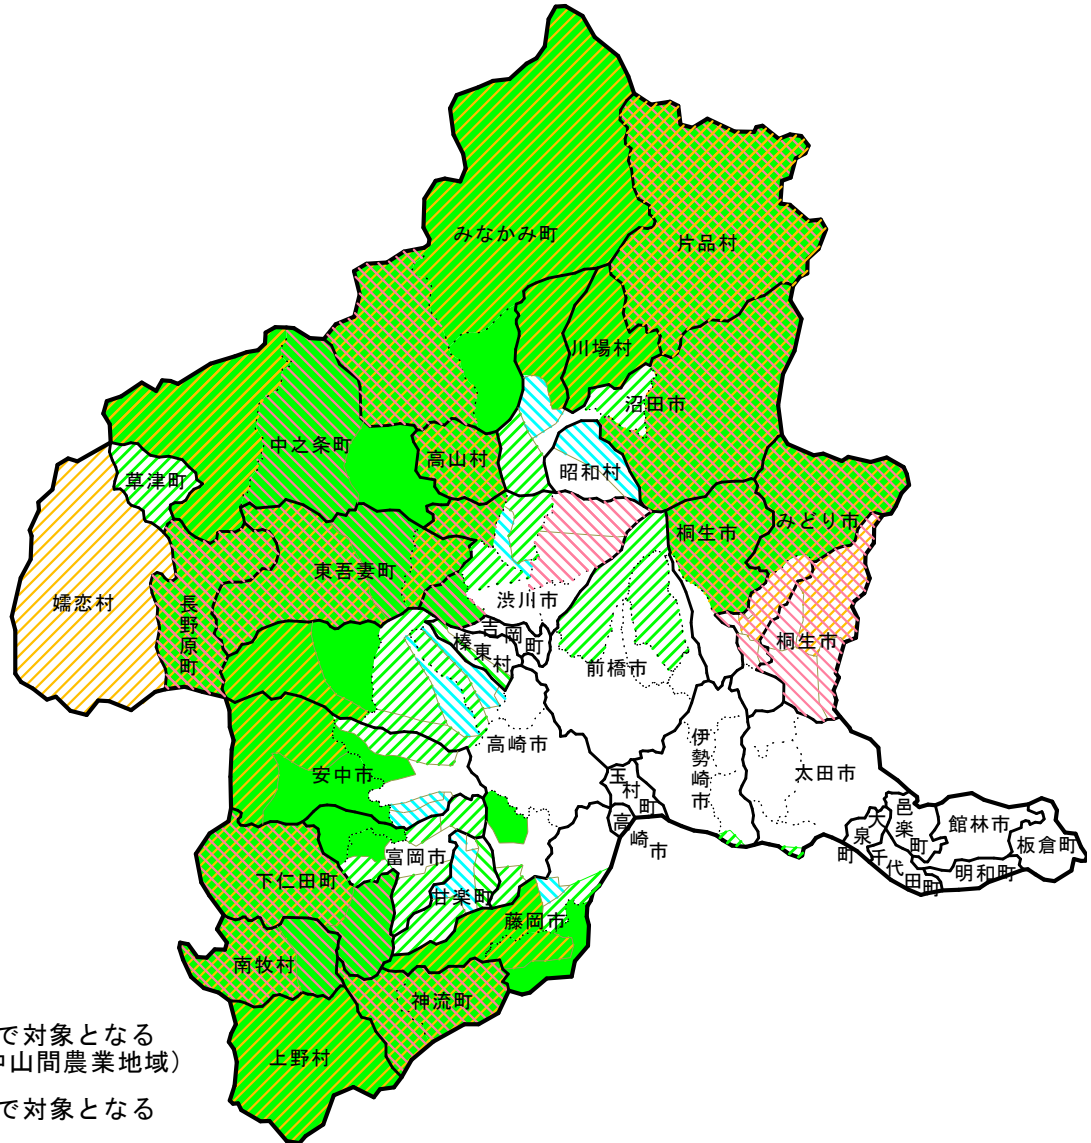 みなかみ町
片品村
川場村
沼田市
中之条町
高山村
草津町
昭和村
桐生市
みどり市
東吾妻町
嬬恋村
長野原町
渋川市
吉岡町
榛東村
前橋市
桐生市
高崎市
伊勢崎市
安中市
太田市
玉村町
高崎市
邑楽町
大泉町
館林市
板倉町
千代田町
明和町
富岡市
下仁田町
甘楽町
藤岡市
南牧村
神流町
上野村
で対象となる
中山間農業地域）
で対象となる